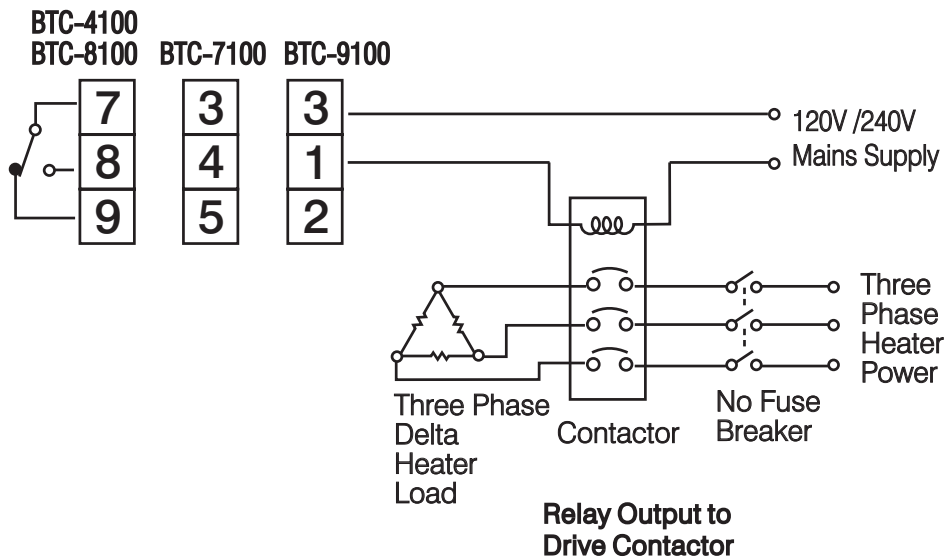 BTC-4100
BTC-8100 BTC-7100 BTC-9100
7 3 3
8 4 1
9 5 2
120V /240V
Mains Supply
Three
Phase
Heater
Power
Three Phase
Delta
Heater
Load
Contactor
No Fuse
Breaker
Relay Output to
Drive Contactor